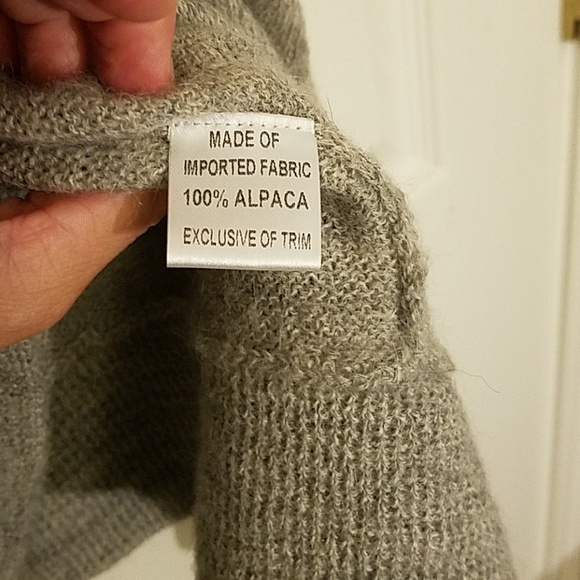 MADE OF
IMPORTED FABRIC
100% ALPACA
EXCLUSIVE OF TRIM